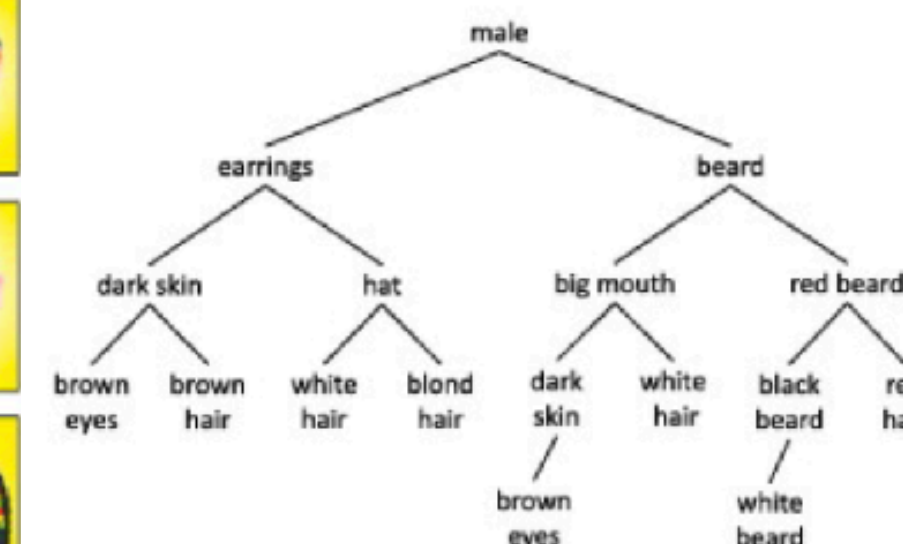 male
earrings
beard
dark skin
hat
big mouth
red beard
brown
eyes
brown
hair
white
hair
blond
hair
dark
skin
white
hair
black
beard
brown
eyes
white
beard